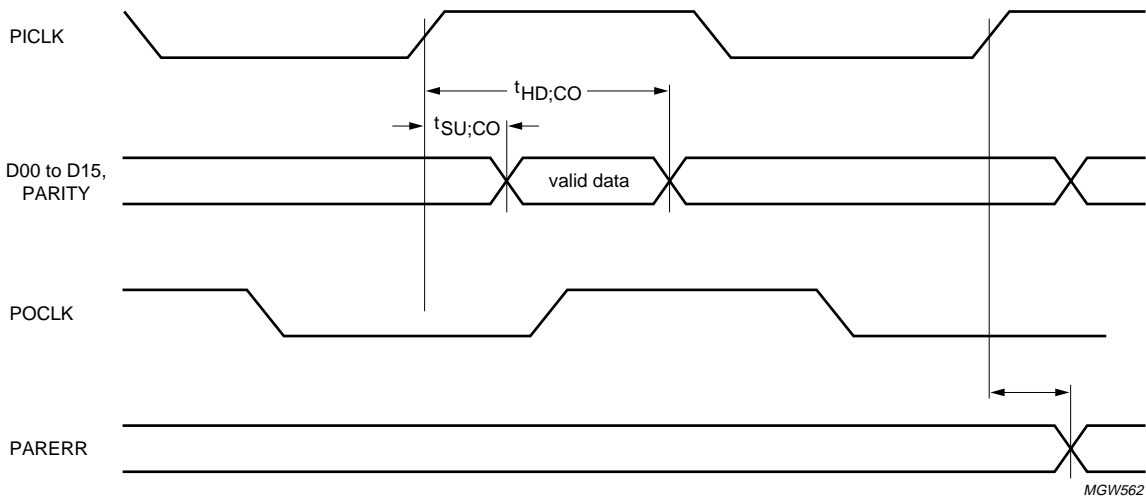 PICLK
tHD;CO
tSU;CO
D00 to D15,
PARITY
valid data
POCLK
PARERR
MGW562